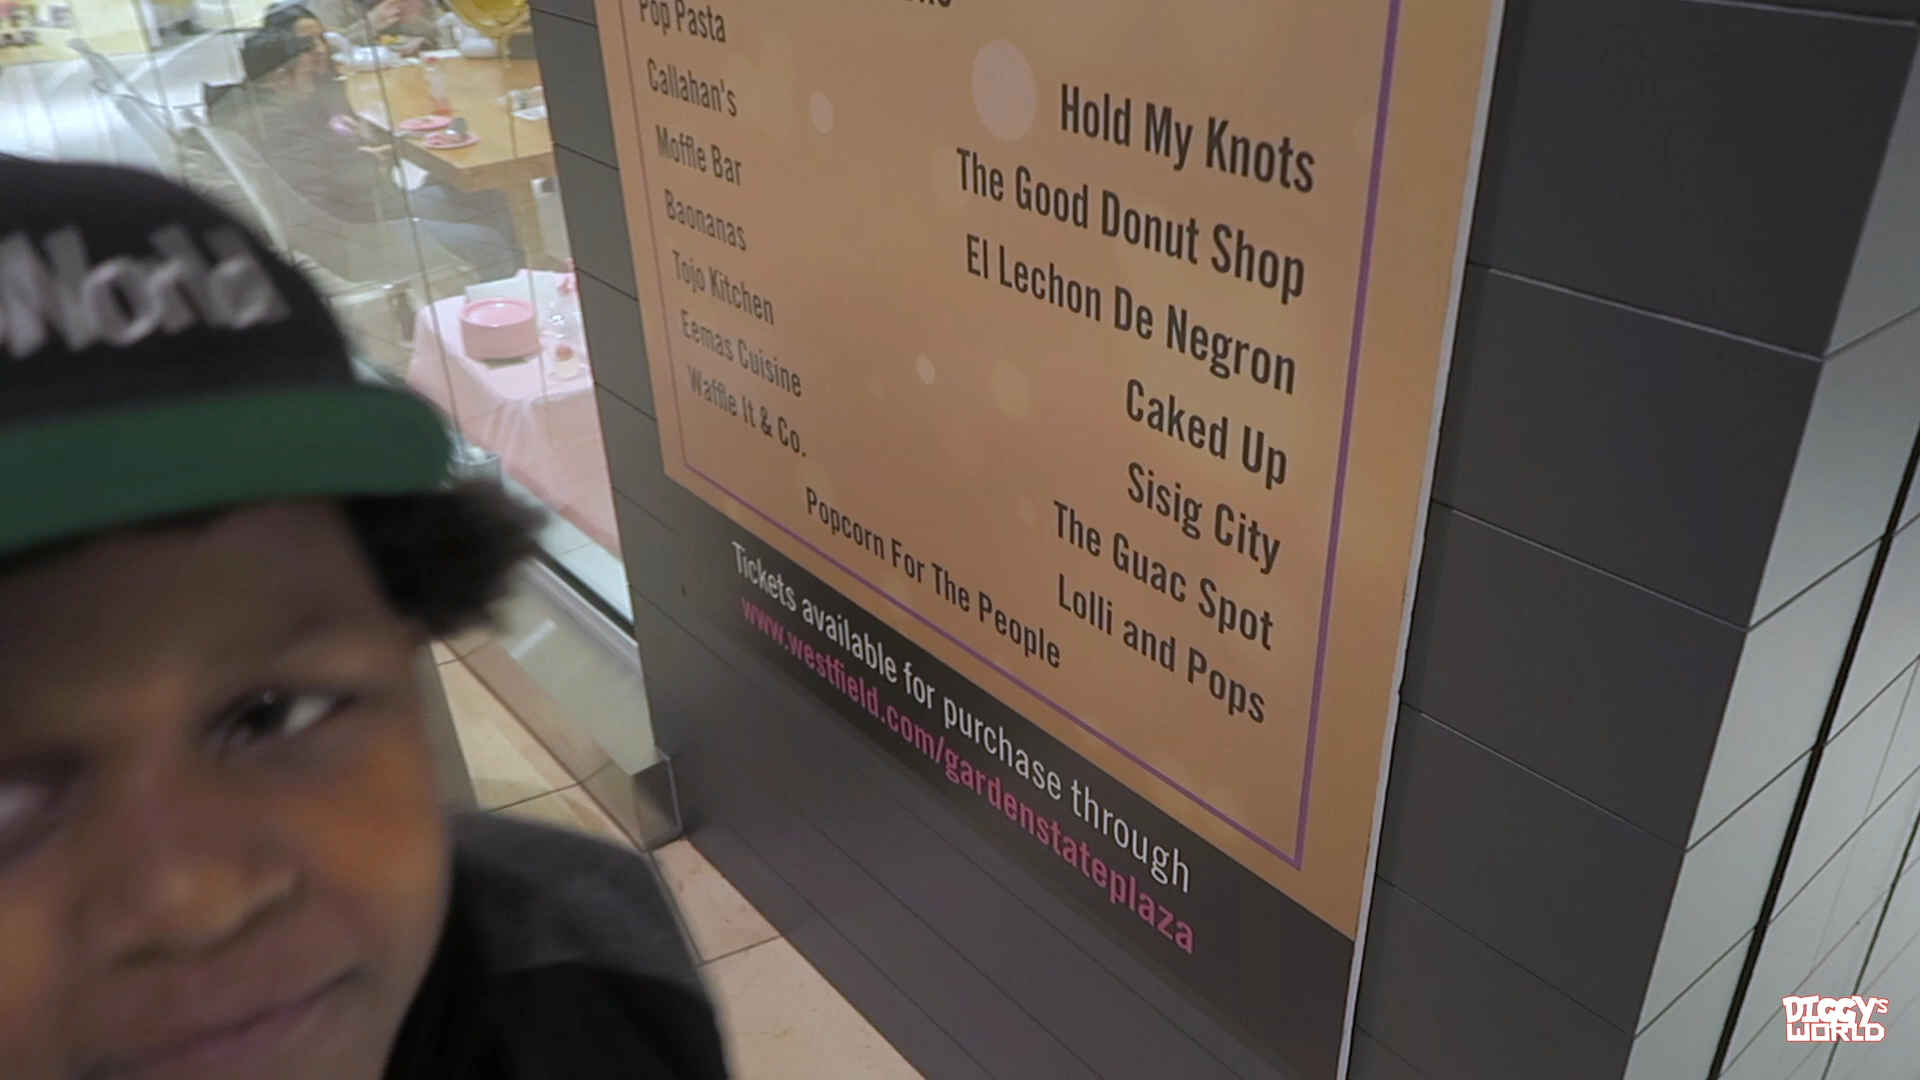 Pop Pasta
Callahan's
Moffle Bar
Baonanas
Tojo Kitchen
Eemas Cuisine
Waffle It & Co.
Hold My Knots
The Good Donut Shop
El Lechon De Negron
Caked Up
Sisig City
The Guac Spot
Lolli and Pops
Popcorn For The People
Tickets available for purchase through
www.westfield.com/gardenstateplaza
World
DIGGY's
WORLD